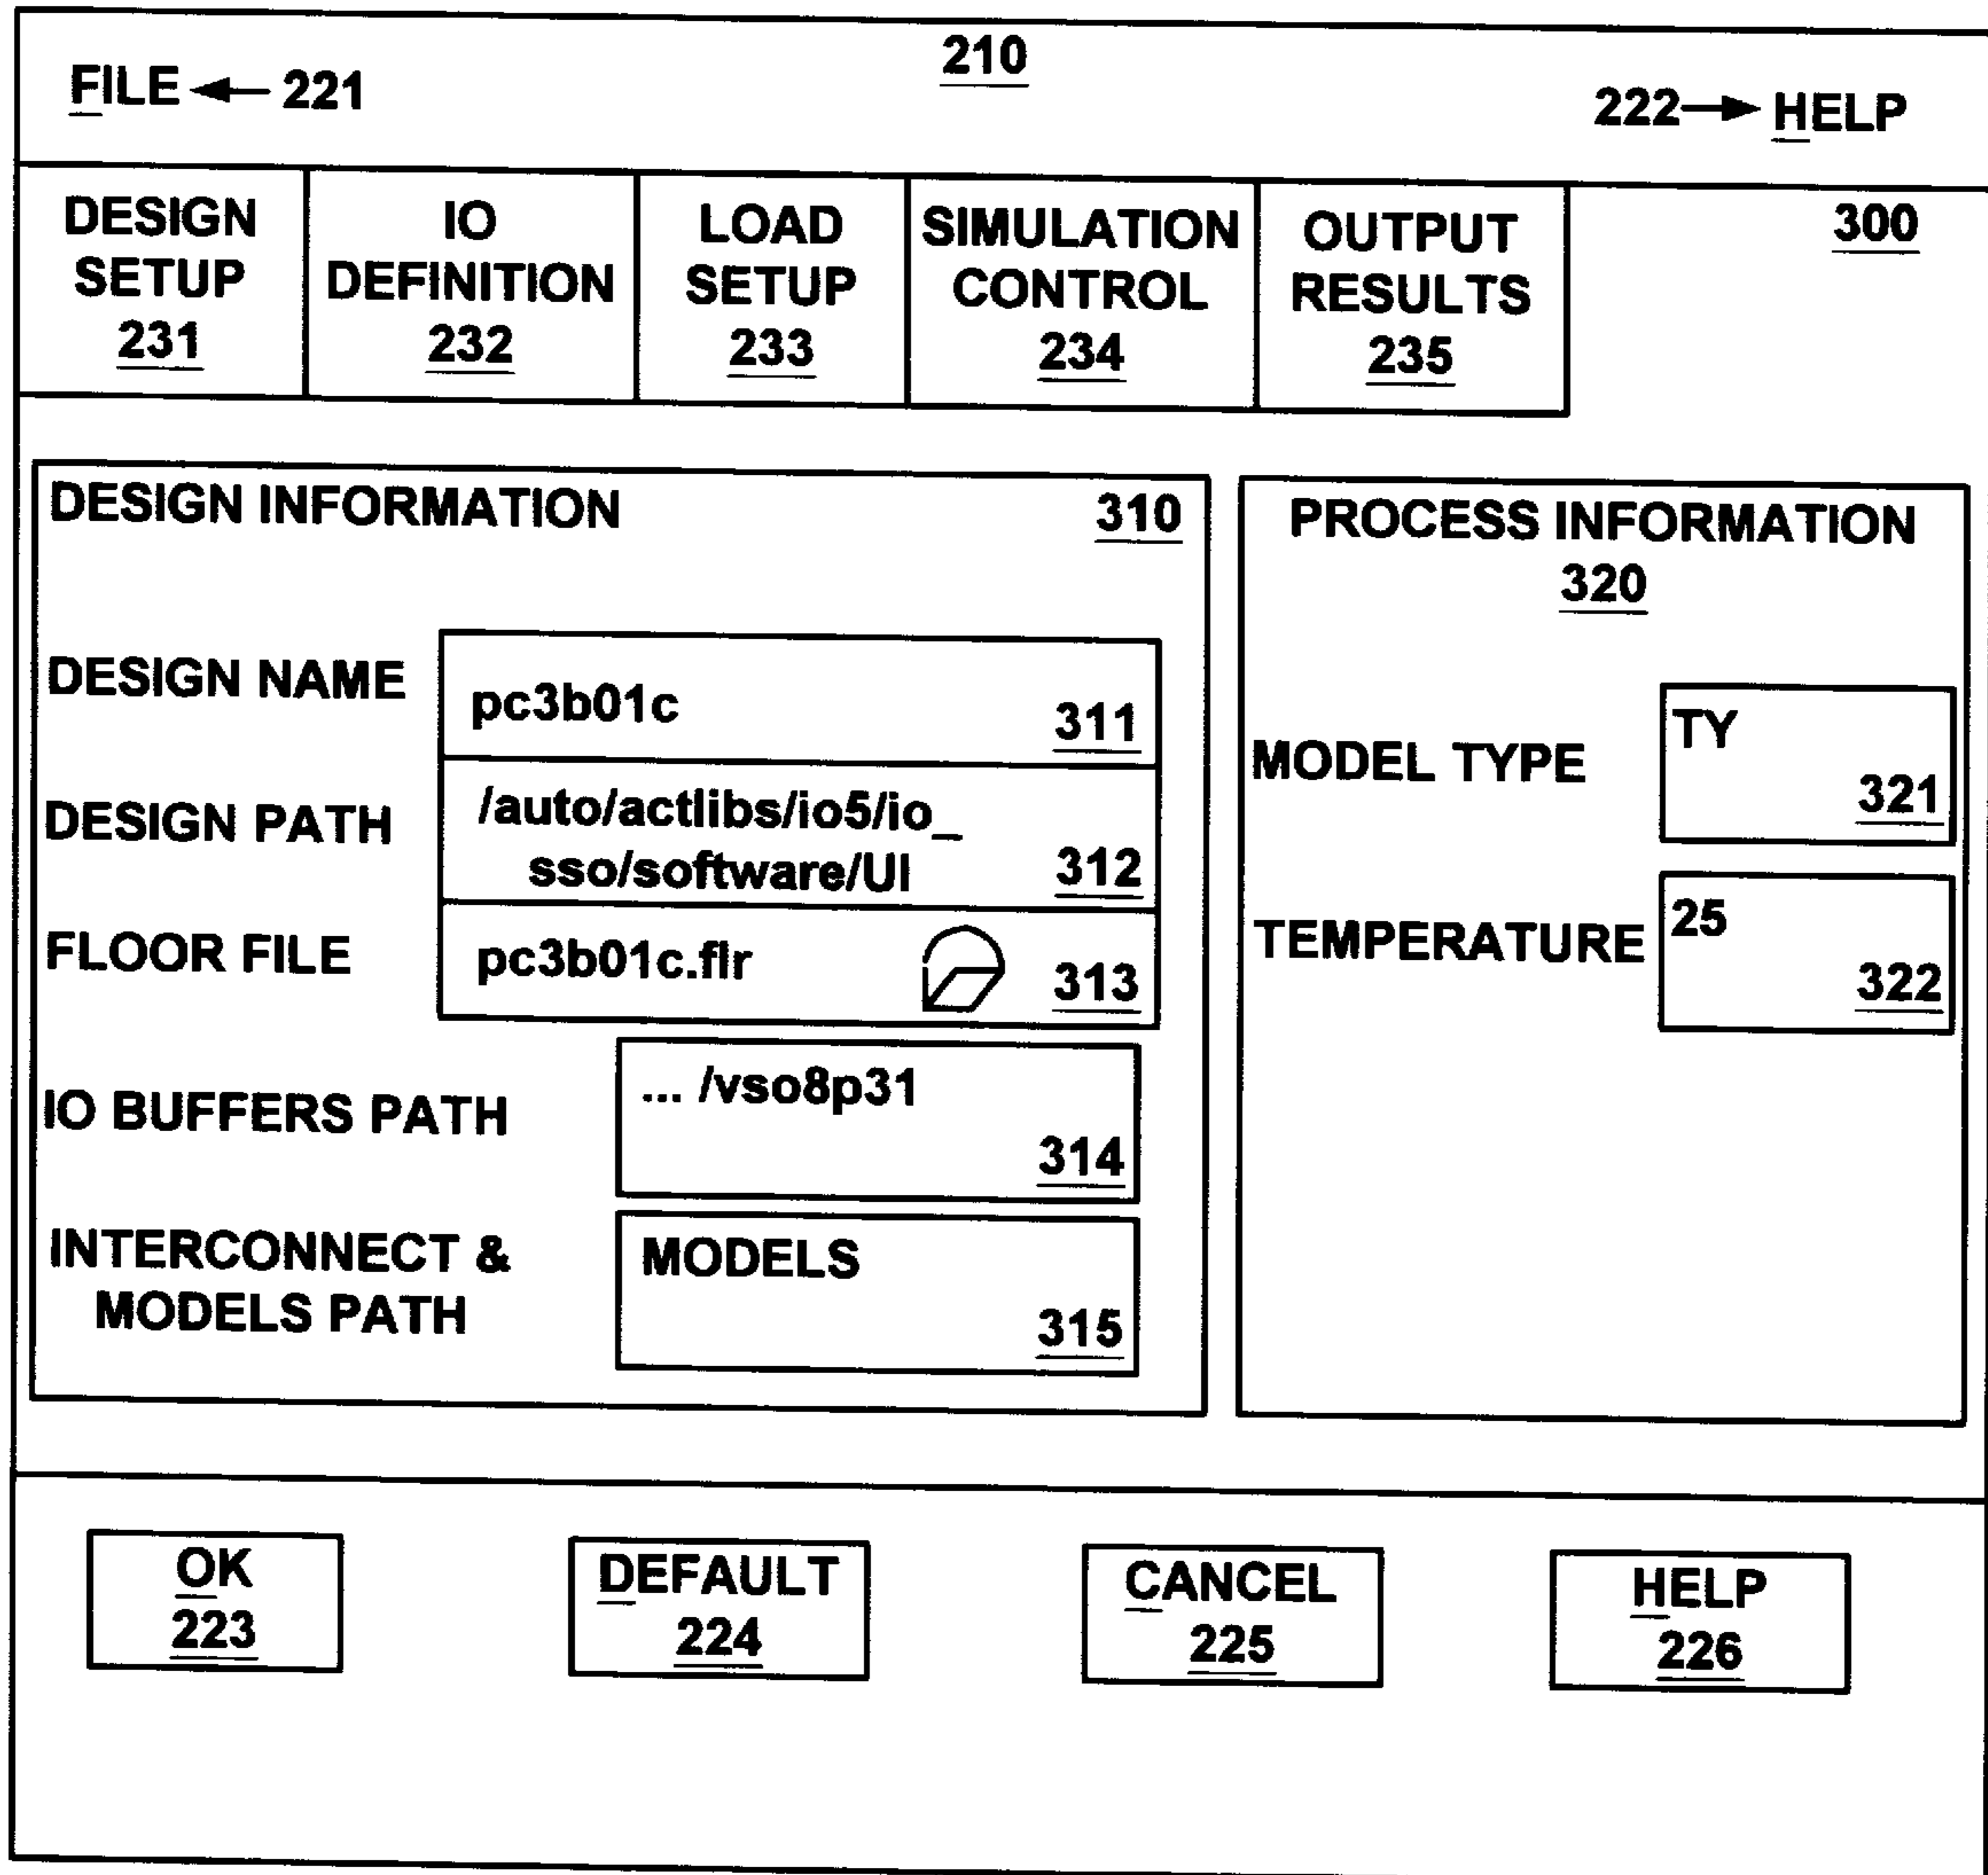 210
FILE 221
222 HELP
DESIGN
SETUP
231
IO
DEFINITION
232
LOAD
SETUP
233
SIMULATION
CONTROL
234
OUTPUT
RESULTS
235
300
DESIGN INFORMATION 310
DESIGN NAME pc3b01c 311
DESIGN PATH /auto/actlibs/io5/io_
sso/software/UI 312
FLOOR FILE pc3b01c.flr 313
IO BUFFERS PATH ... /vso8p31
314
INTERCONNECT & MODELS
MODELS PATH 315
PROCESS INFORMATION
320
MODEL TYPE TY
321
TEMPERATURE 25
322
OK
223
DEFAULT
224
CANCEL
225
HELP
226